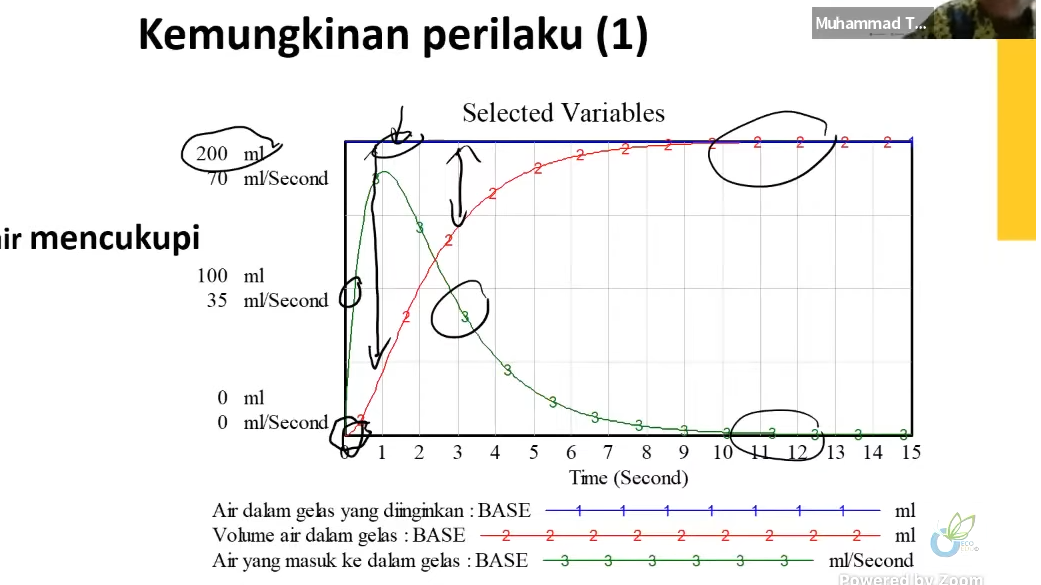 Kemungkinan perilaku (1)
Muhammad T...
Selected Variables
200 ml
70 ml/Second
air mencukupi
100 ml
35 ml/Second
0 ml
0 ml/Second
0 1 2 3 4 5 6 7 8 9 10 11 12 13 14 15
Time (Second)
Air dalam gelas yang diinginkan : BASE 1 1 1 1 1 1 1 ml
Volume air dalam gelas : BASE 2 2 2 2 2 2 2 2 2 ml
Air yang masuk ke dalam gelas : BASE 3 3 3 3 3 3 ml/Second
Powered by Zoom